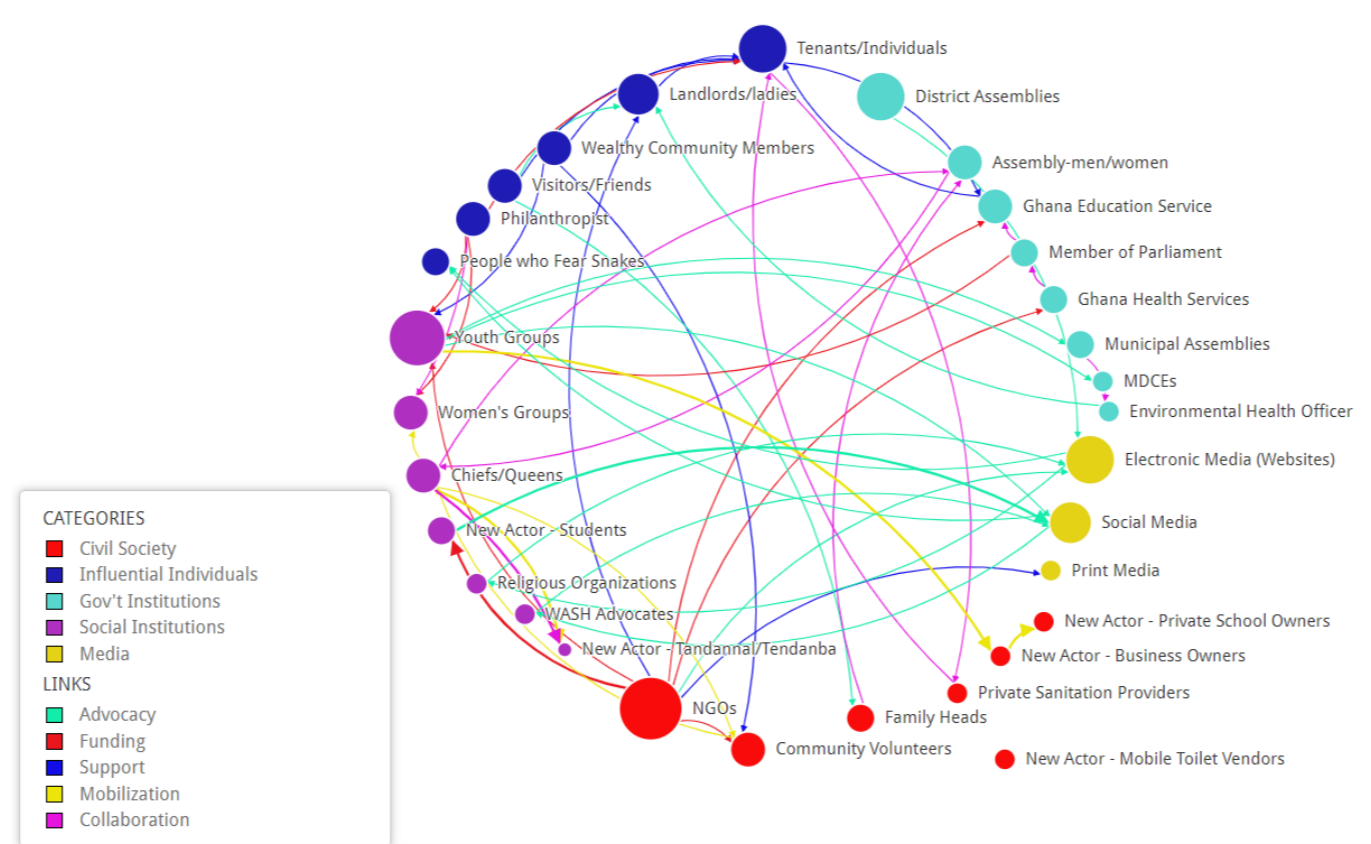 Tenants/Individuals
Landlords/ladies
District Assemblies
Wealthy Community Members
Assembly-men/women
Visitors/Friends
Ghana Education Service
Philanthropist
Member of Parliament
People who Fear Snakes
Ghana Health Services
Youth Groups
Municipal Assemblies
MDCEs
Women's Groups
Environmental Health Officer
Electronic Media (Websites)
Chiefs/Queens
Social Media
New Actor - Students
Print Media
Religious Organizations
WASH Advocates
New Actor - Private School Owners
New Actor - Tandannal/Tendanba
New Actor - Business Owners
Private Sanitation Providers
NGOs
Family Heads
Community Volunteers
New Actor - Mobile Toilet Vendors
CATEGORIES
Civil Society
Influential Individuals
Gov't Institutions
Social Institutions
Media
LINKS
Advocacy
Funding
Support
Mobilization
Collaboration